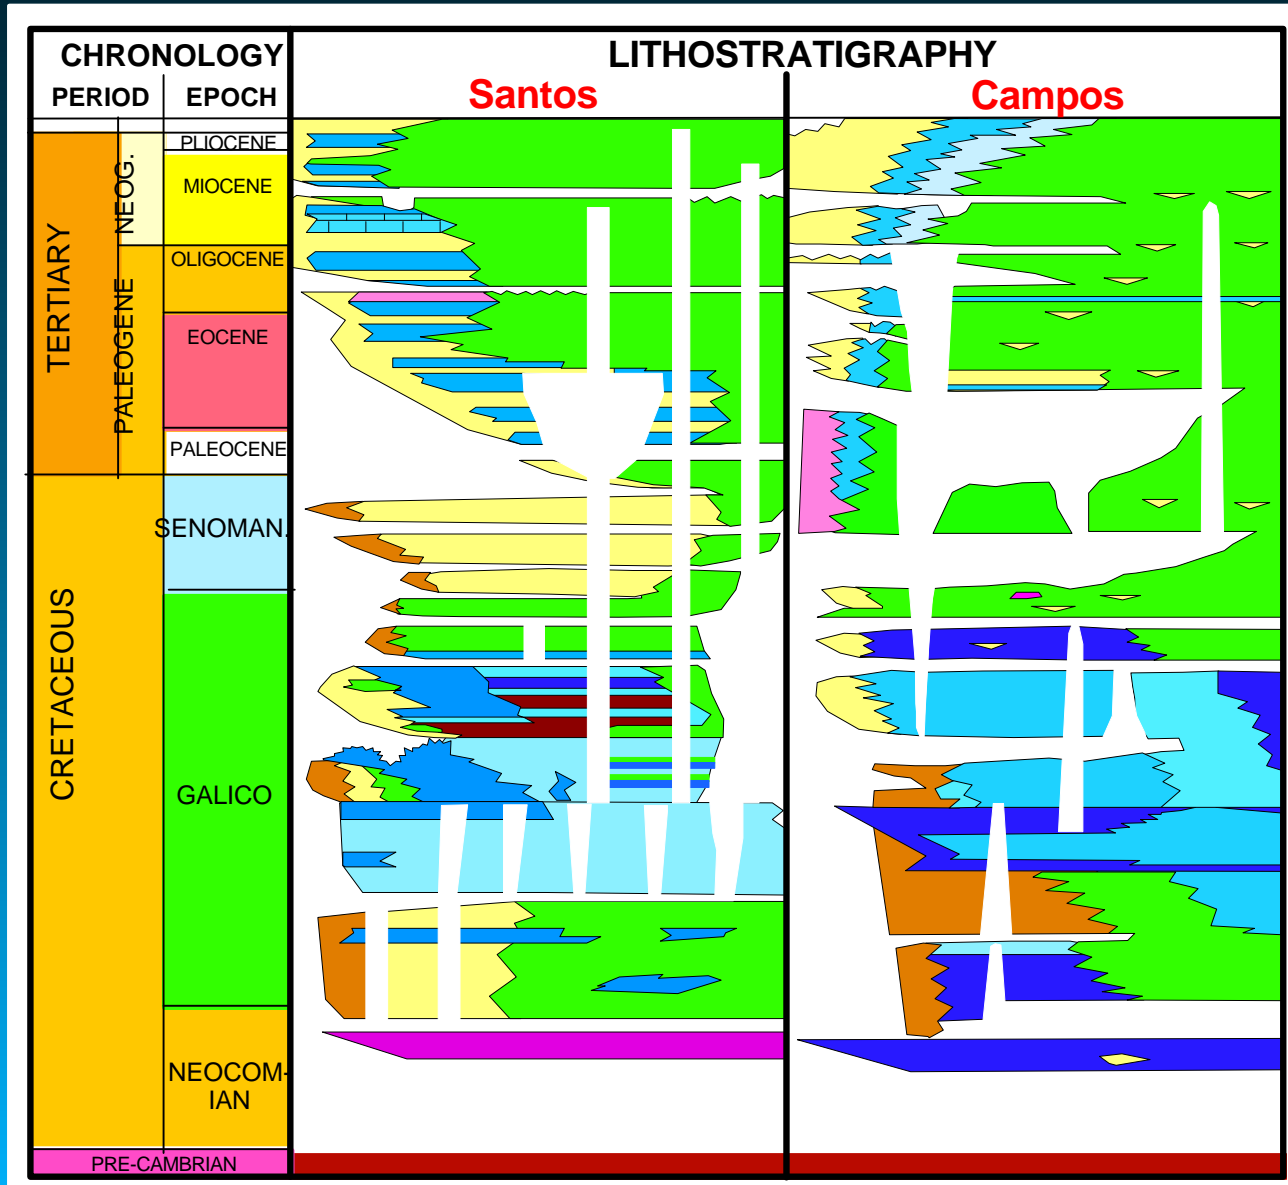 CHRONOLOGY
LITHOSTRATIGRAPHY
PERIOD
EPOCH
Santos
Campos
TERTIARY
NEOG.
PALEOGENE
PLIOCENE
MIOCENE
OLIGOCENE
EOCENE
PALEOCENE
CRETACEOUS
SENOMAN.
GALICO
NEOCOM-
IAN
PRE-CAMBRIAN